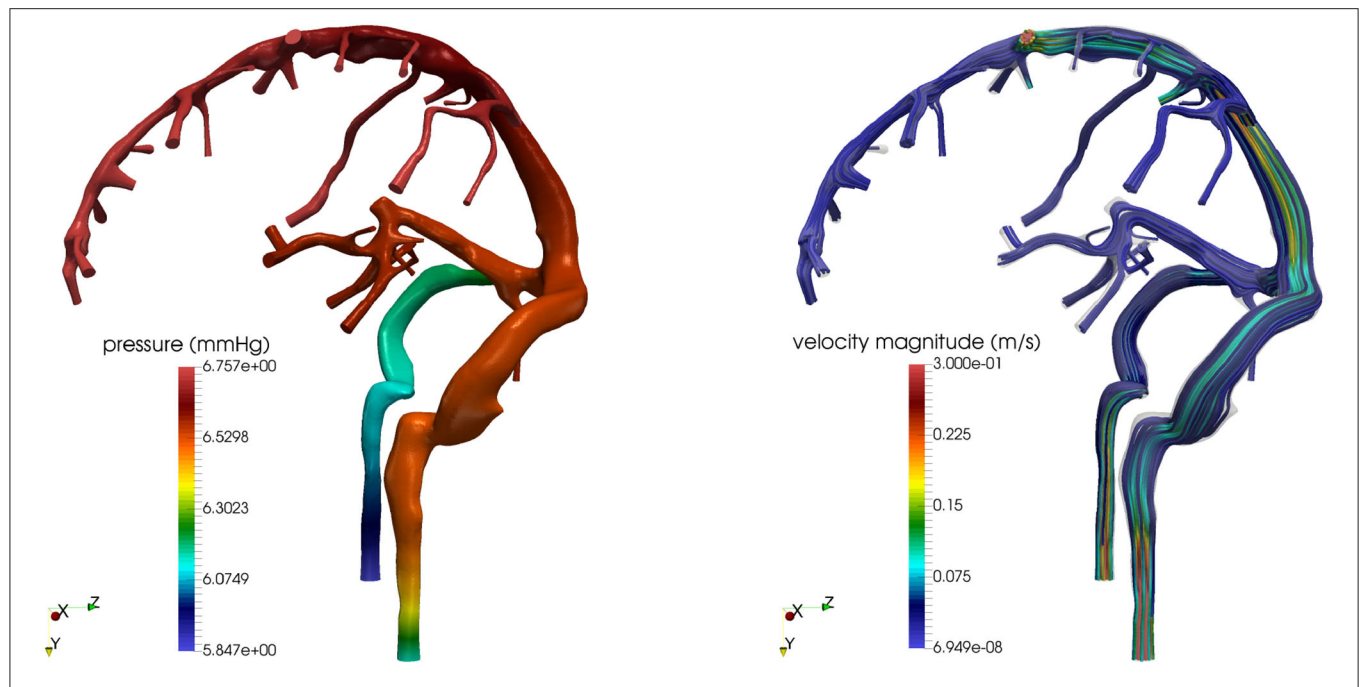 pressure (mmHg)
6.757e+00
6.5298
6.3023
6.0749
5.847e+00
X
Z
Y
velocity magnitude (m/s)
3.000e-01
0.225
0.15
0.075
6.949e-08
X
Z
Y